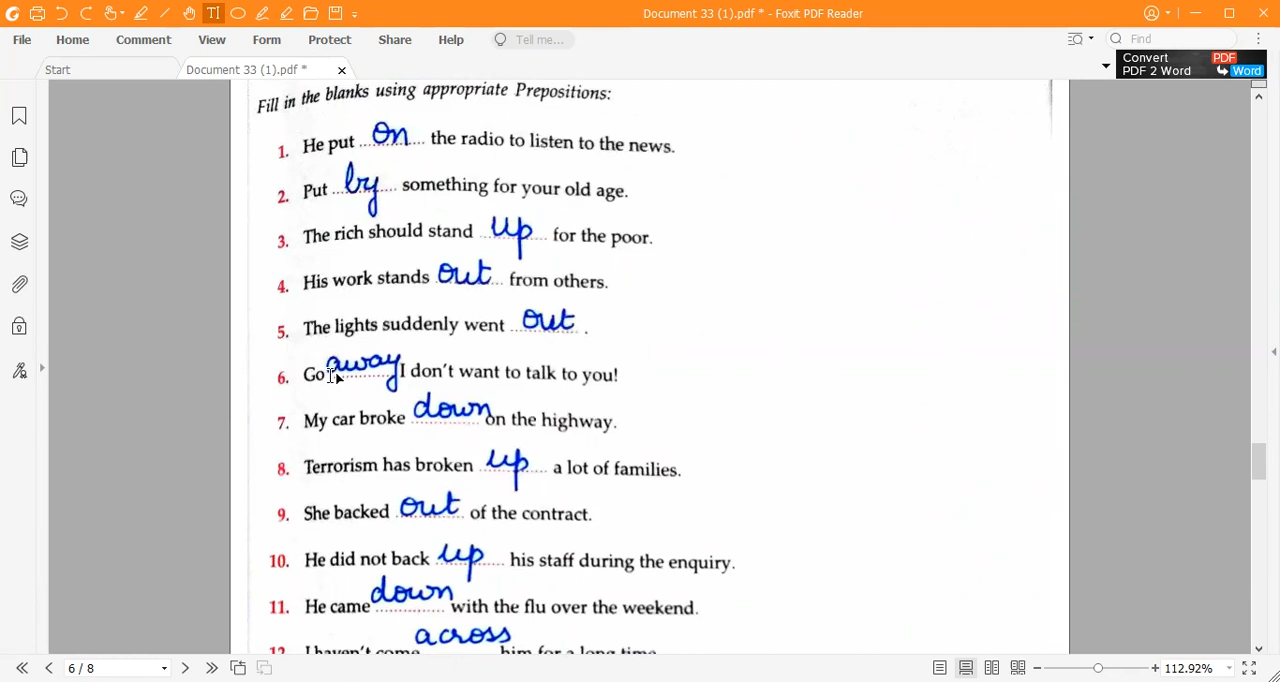 Document 33 (1).pdf * - Foxit PDF Reader
File Home Comment View Form Protect Share Help Tell me... Find
Start Document 33 (1).pdf * Convert PDF
PDF 2 Word Word
Fill in the blanks using appropriate Prepositions:
1. He put on the radio to listen to the news.
2. Put by something for your old age.
3. The rich should stand up for the poor.
4. His work stands out from others.
5. The lights suddenly went out .
6. Go away I don't want to talk to you!
7. My car broke down on the highway.
8. Terrorism has broken up a lot of families.
9. She backed out of the contract.
10. He did not back up his staff during the enquiry.
11. He came down with the flu over the weekend.
12. I haven't come across him for a long time
6 / 8 112.92%